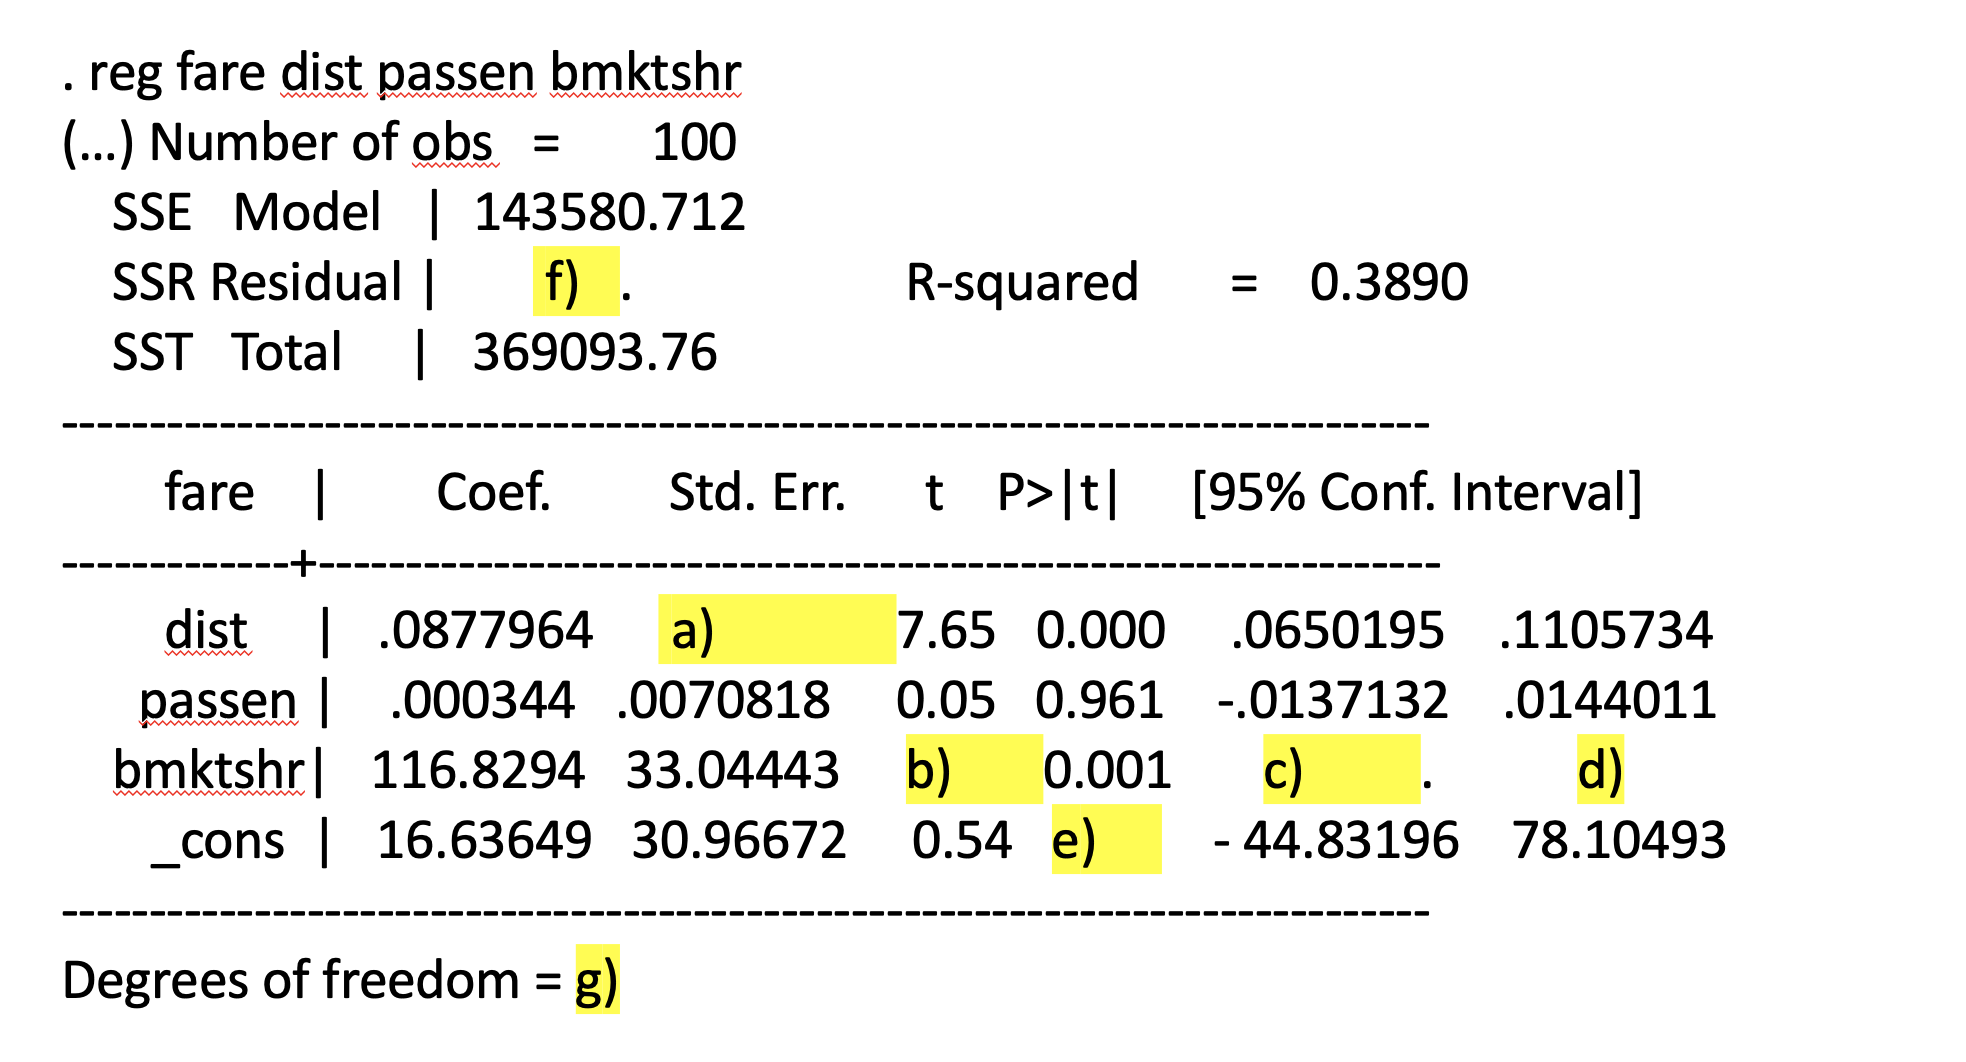 . reg fare dist passen bmktshr
(...) Number of obs = 100
SSE Model | 143580.712
SSR Residual | f) . R-squared = 0.3890
SST Total | 369093.76
------------------------------------------------------------------------------
fare | Coef. Std. Err. t P>|t| [95% Conf. Interval]
-------------+----------------------------------------------------------------
dist | .0877964 a) 7.65 0.000 .0650195 .1105734
passen | .000344 .0070818 0.05 0.961 -.0137132 .0144011
bmktshr| 116.8294 33.04443 b) 0.001 c) . d)
_cons | 16.63649 30.96672 0.54 e) - 44.83196 78.10493
------------------------------------------------------------------------------
Degrees of freedom = g)